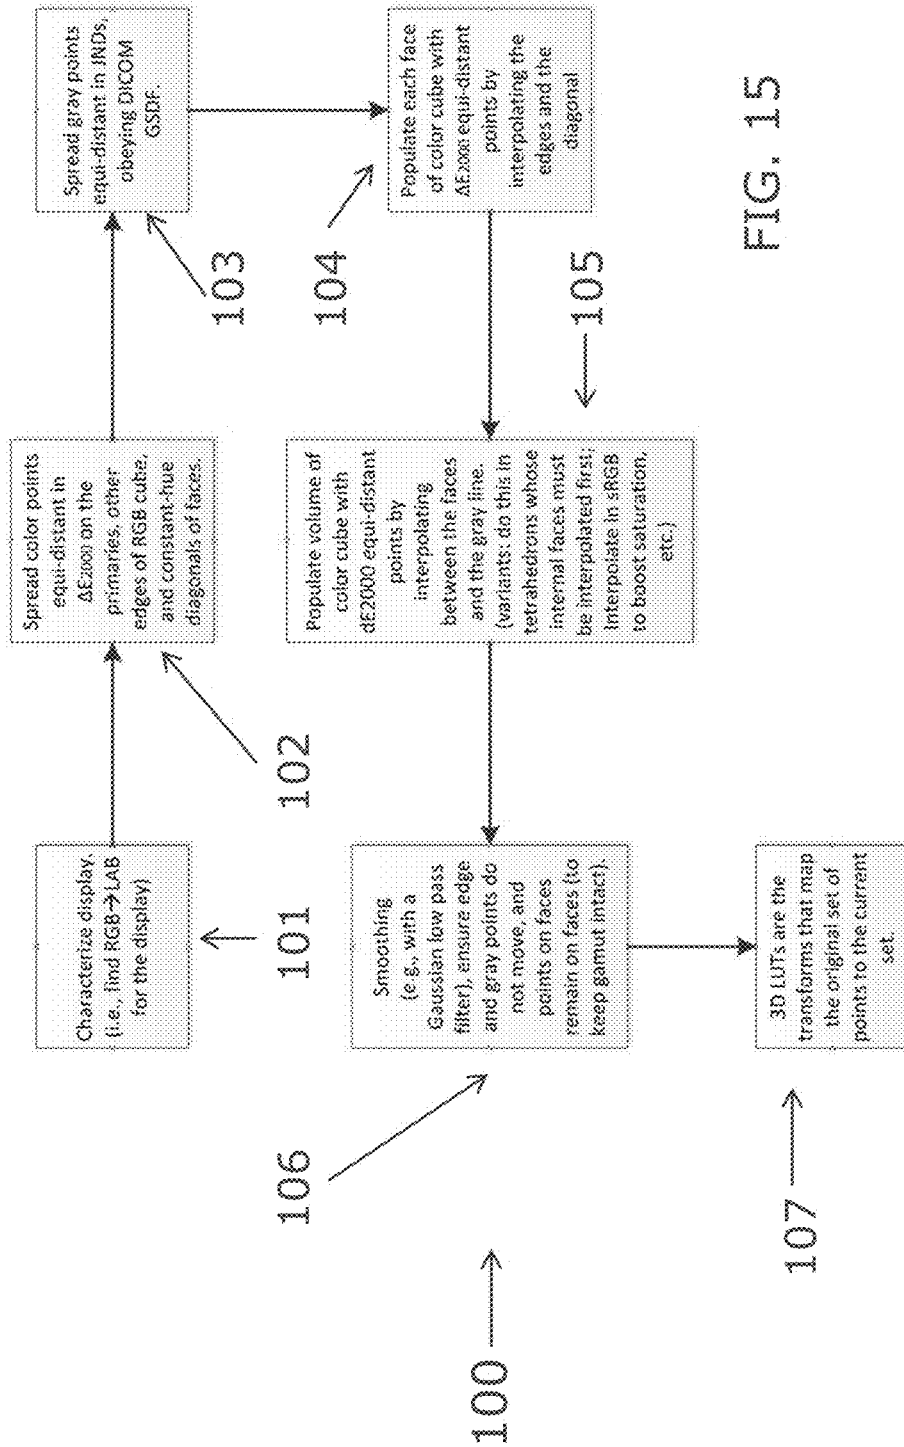 Characterize display.
(i.e., find RGB→LAB
for the display)
101
Spread color points
equi-distant in
ΔE2000 on the
primaries, other
edges of RGB cube,
and constant-hue
diagonals of faces.
102
Spread gray points
equi-distant in JNDs,
obeying DICOM
GSDF.
103
Populate each face
of color cube with
ΔE2000 equi-distant
points by
interpolating the
edges and the
diagonal
104
Populate volume of
color cube with
dE2000 equi-distant
points by
interpolating
between the faces
and the gray line.
(variants: do this in
tetrahedrons whose
internal faces must
be interpolated first;
Interpolate in sRGB
to boost saturation,
etc.)
105
Smoothing
(e.g., with a
Gaussian low pass
filter), ensure edge
and gray points do
not move, and
points on faces
remain on faces (to
keep gamut intact).
106
3D LUTs are the
transforms that map
the original set of
points to the current
set.
107
100
FIG. 15